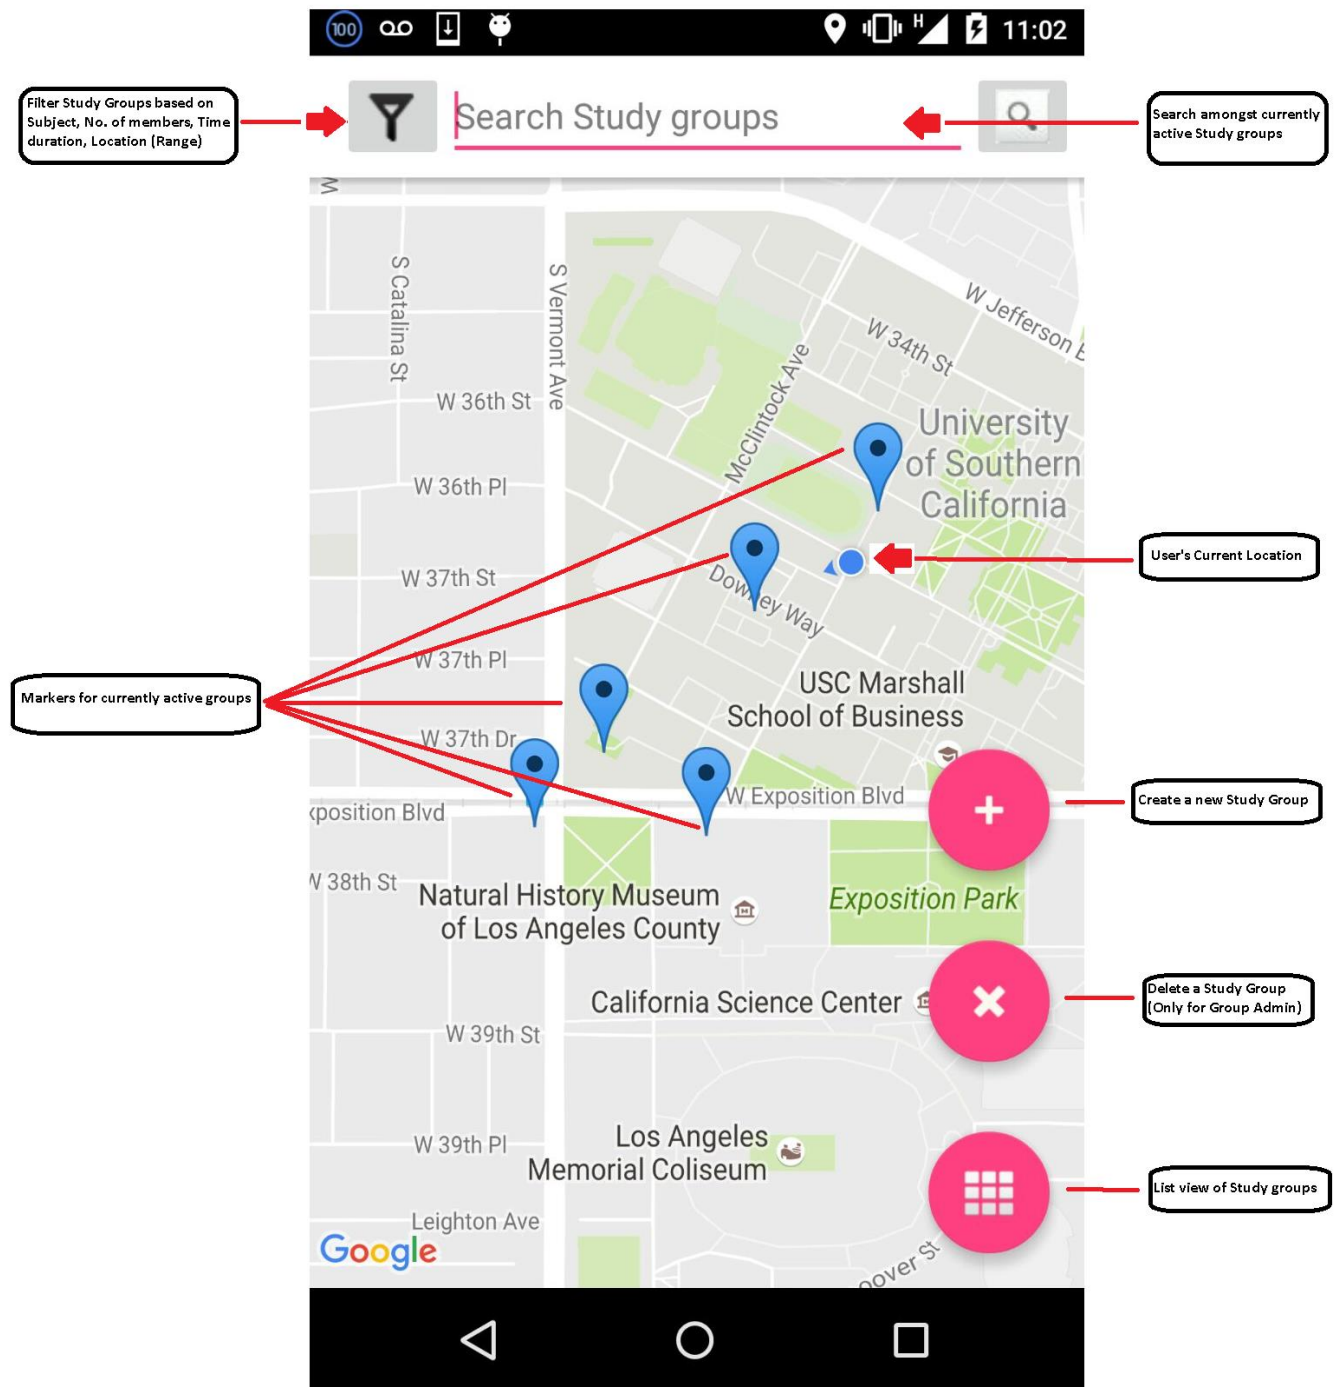 100
H
11:02
Filter Study Groups based on
Subject, No. of members, Time
duration, Location (Range)
Search Study groups
Search amongst currently
active Study groups
W
S Catalina St
S Vermont Ave
W Jefferson B
W 34th St
McClintock Ave
W 36th St
University
of Southern
California
W 36th Pl
User's Current Location
W 37th St
Downey Way
W 37th Pl
Markers for currently active groups
USC Marshall
School of Business
W 37th Dr
W Exposition Blvd
Create a new Study Group
xposition Blvd
W 38th St
Natural History Museum
of Los Angeles County
Exposition Park
Delete a Study Group
(Only for Group Admin)
California Science Center
W 39th St
Los Angeles
Memorial Coliseum
W 39th Pl
List view of Study groups
Leighton Ave
Google
oover St